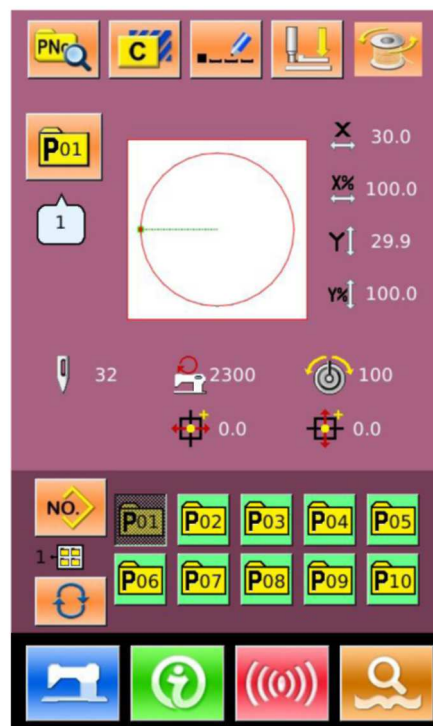 PNo C
P01
1
X 30.0
X% 100.0
Y 29.9
Y% 100.0
32 2300 100
0.0 0.0
NO.
P01 P02 P03 P04 P05
1-
P06 P07 P08 P09 P10